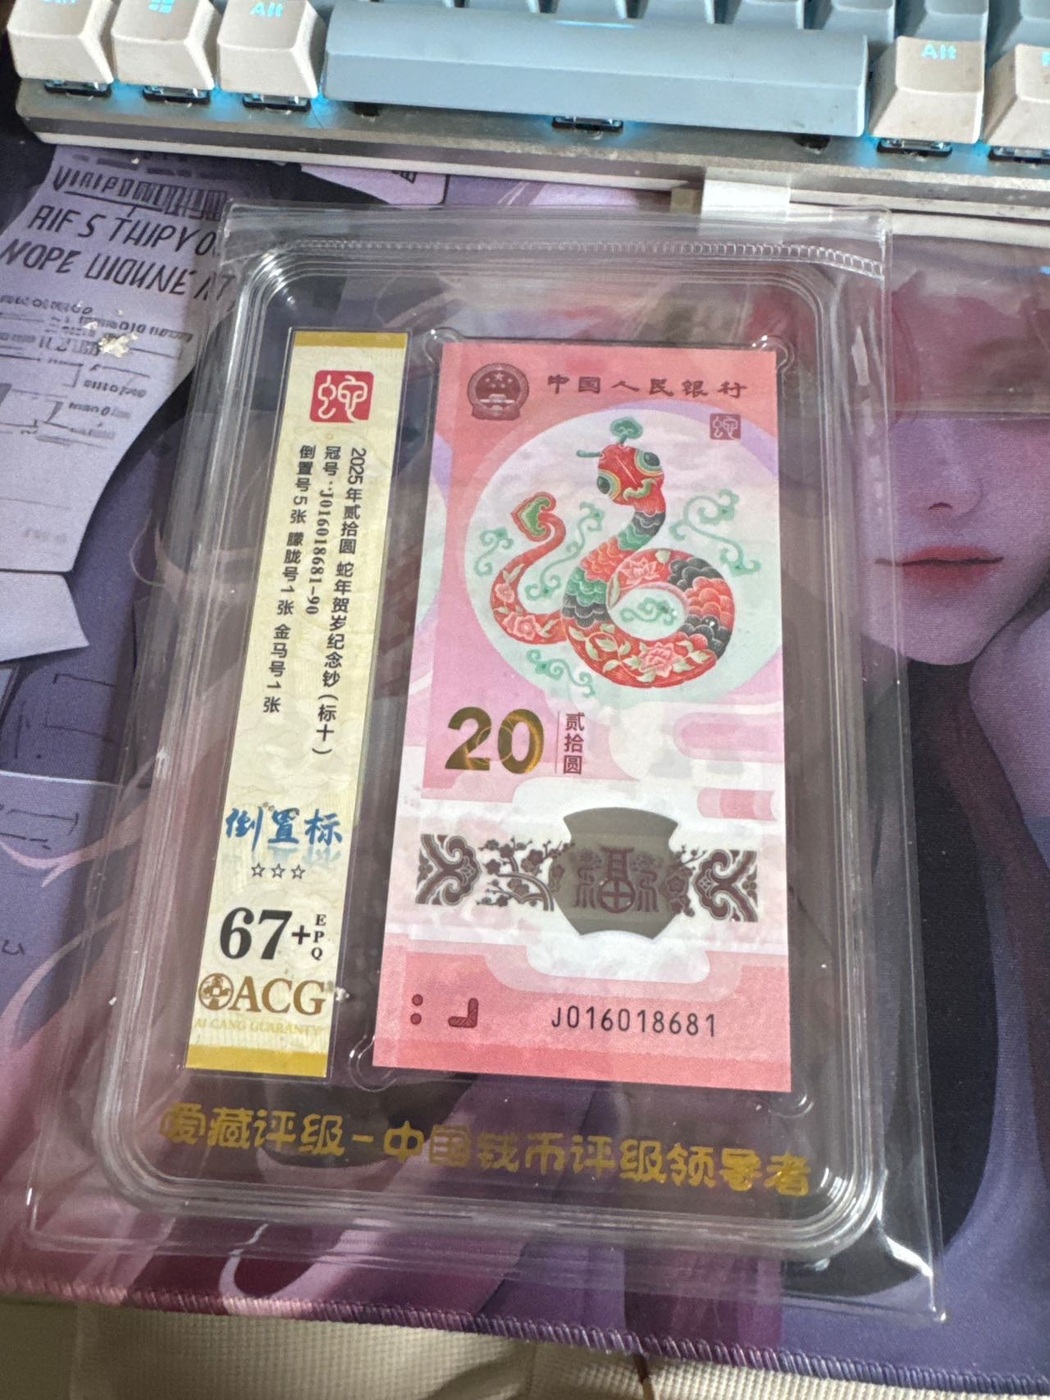 Alt
Alt
中国人民银行
2025年贰拾圆 蛇年贺岁纪念钞(标十)
冠号:J016018681-90
倒置号5张 朦胧号1张 金马号1张
倒置标
☆☆☆
67+EPQ
ACG
AI CANG GUARANTY
20
贰拾圆
福
J016018681
爱藏评级-中国钱币评级领导者